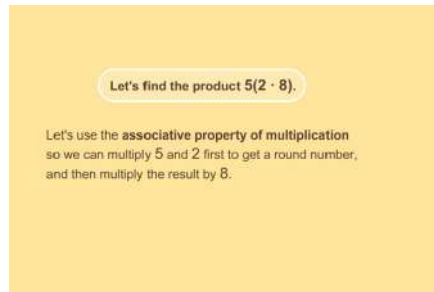 Let's find the product 5(2 · 8).
Let's use the associative property of multiplication
so we can multiply 5 and 2 first to get a round number,
and then multiply the result by 8.